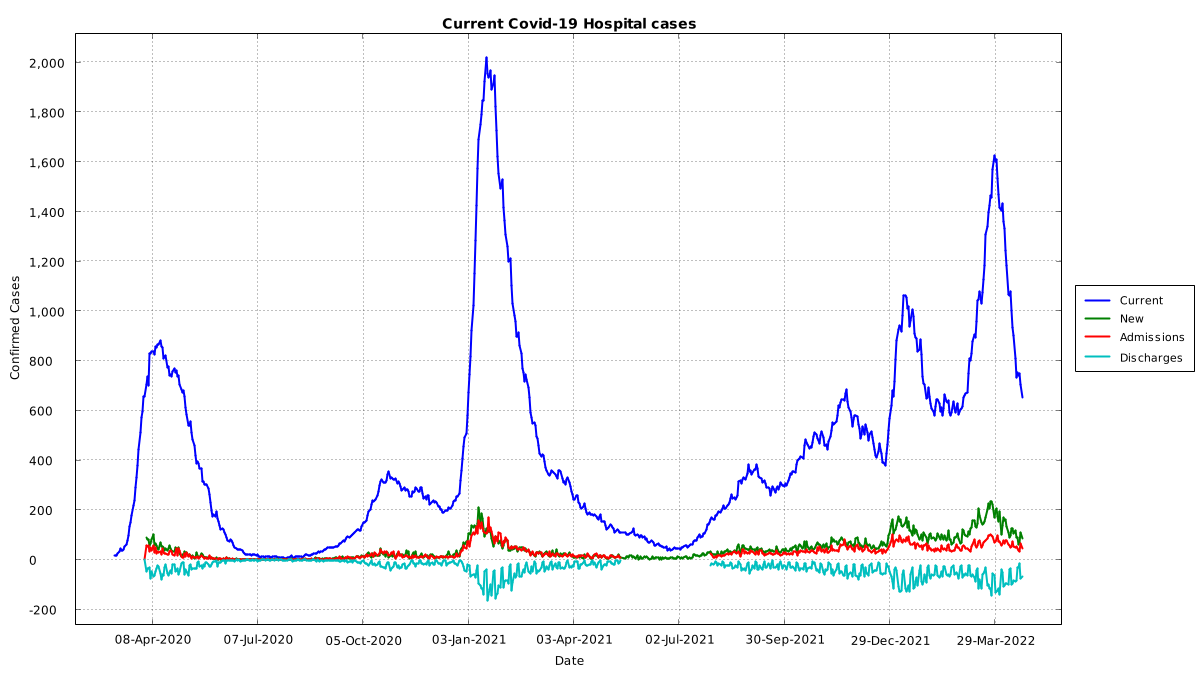 Current Covid-19 Hospital cases
2,000
1,800
1,600
1,400
1,200
1,000
800
600
400
200
0
-200
Confirmed Cases
08-Apr-2020 07-Jul-2020 05-Oct-2020 03-Jan-2021 03-Apr-2021 02-Jul-2021 30-Sep-2021 29-Dec-2021 29-Mar-2022
Date
Current
New
Admissions
Discharges